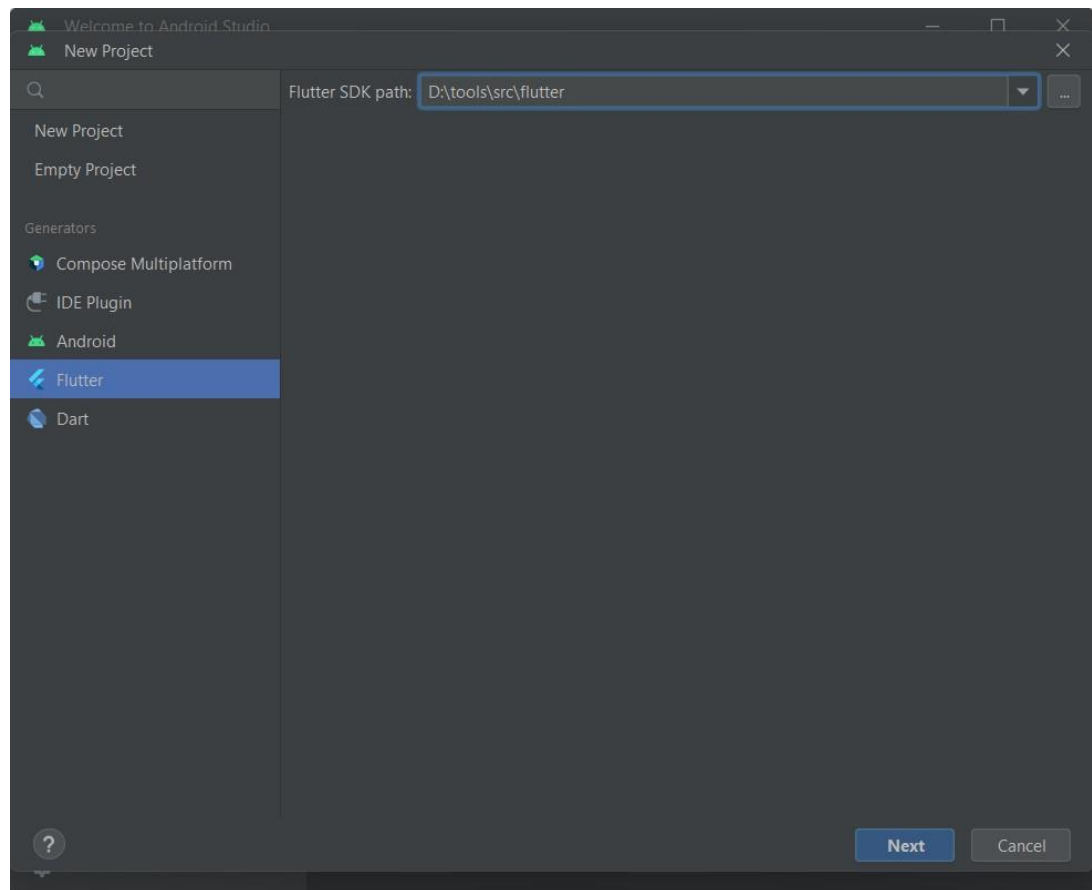 Welcome to Android Studio
New Project
Flutter SDK path: D:\tools\src\flutter
...
New Project
Empty Project
Generators
Compose Multiplatform
IDE Plugin
Android
Flutter
Dart
?
Next
Cancel